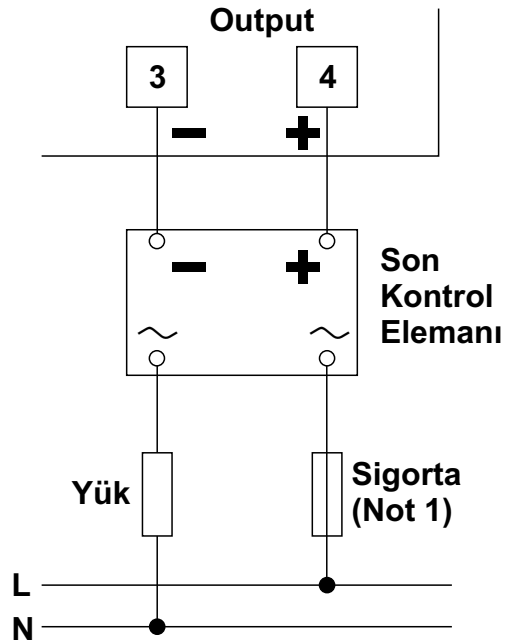 Output
3
4
Son
Kontrol
Elemanı
Yük
Sigorta
(Not 1)
L
N